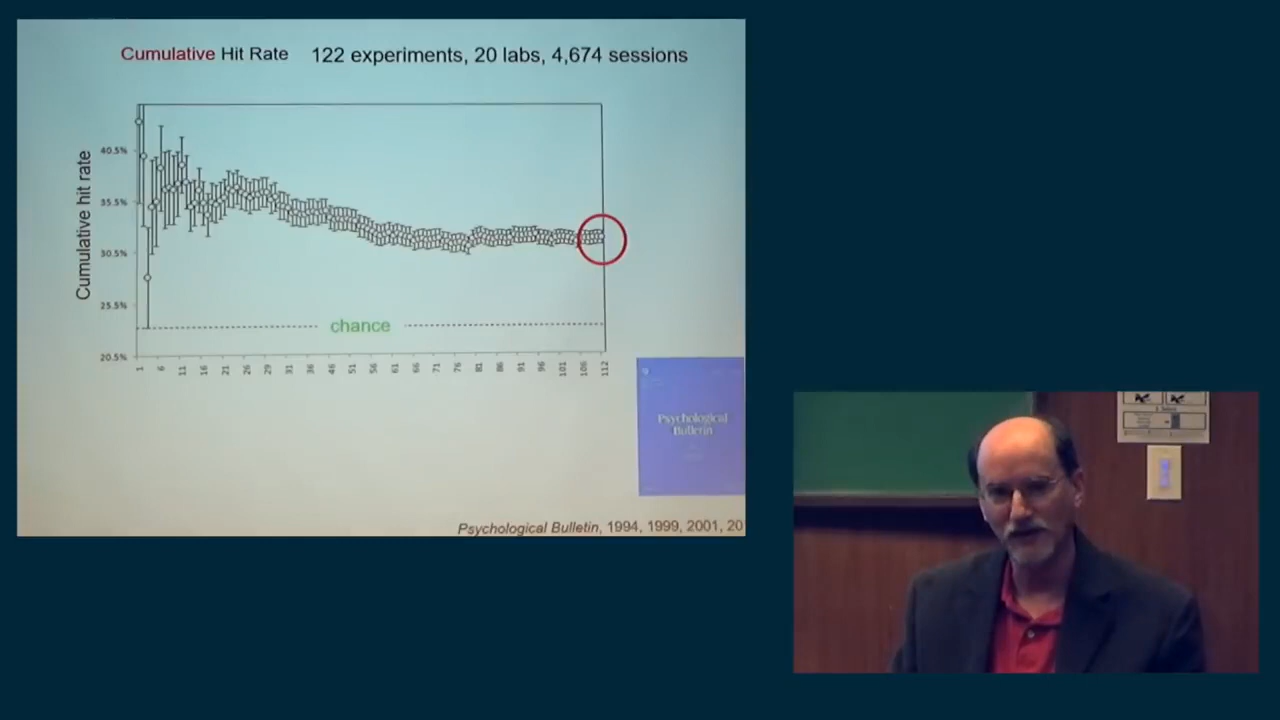 Cumulative Hit Rate 122 experiments, 20 labs, 4,674 sessions
Cumulative hit rate
40.5%
35.5%
30.5%
25.5%
20.5%
chance
1 6 11 16 21 26 29 31 36 46 51 56 61 66 71 76 81 86 91 96 101 106 112
Psychological
Bulletin
Psychological Bulletin, 1994, 1999, 2001, 20